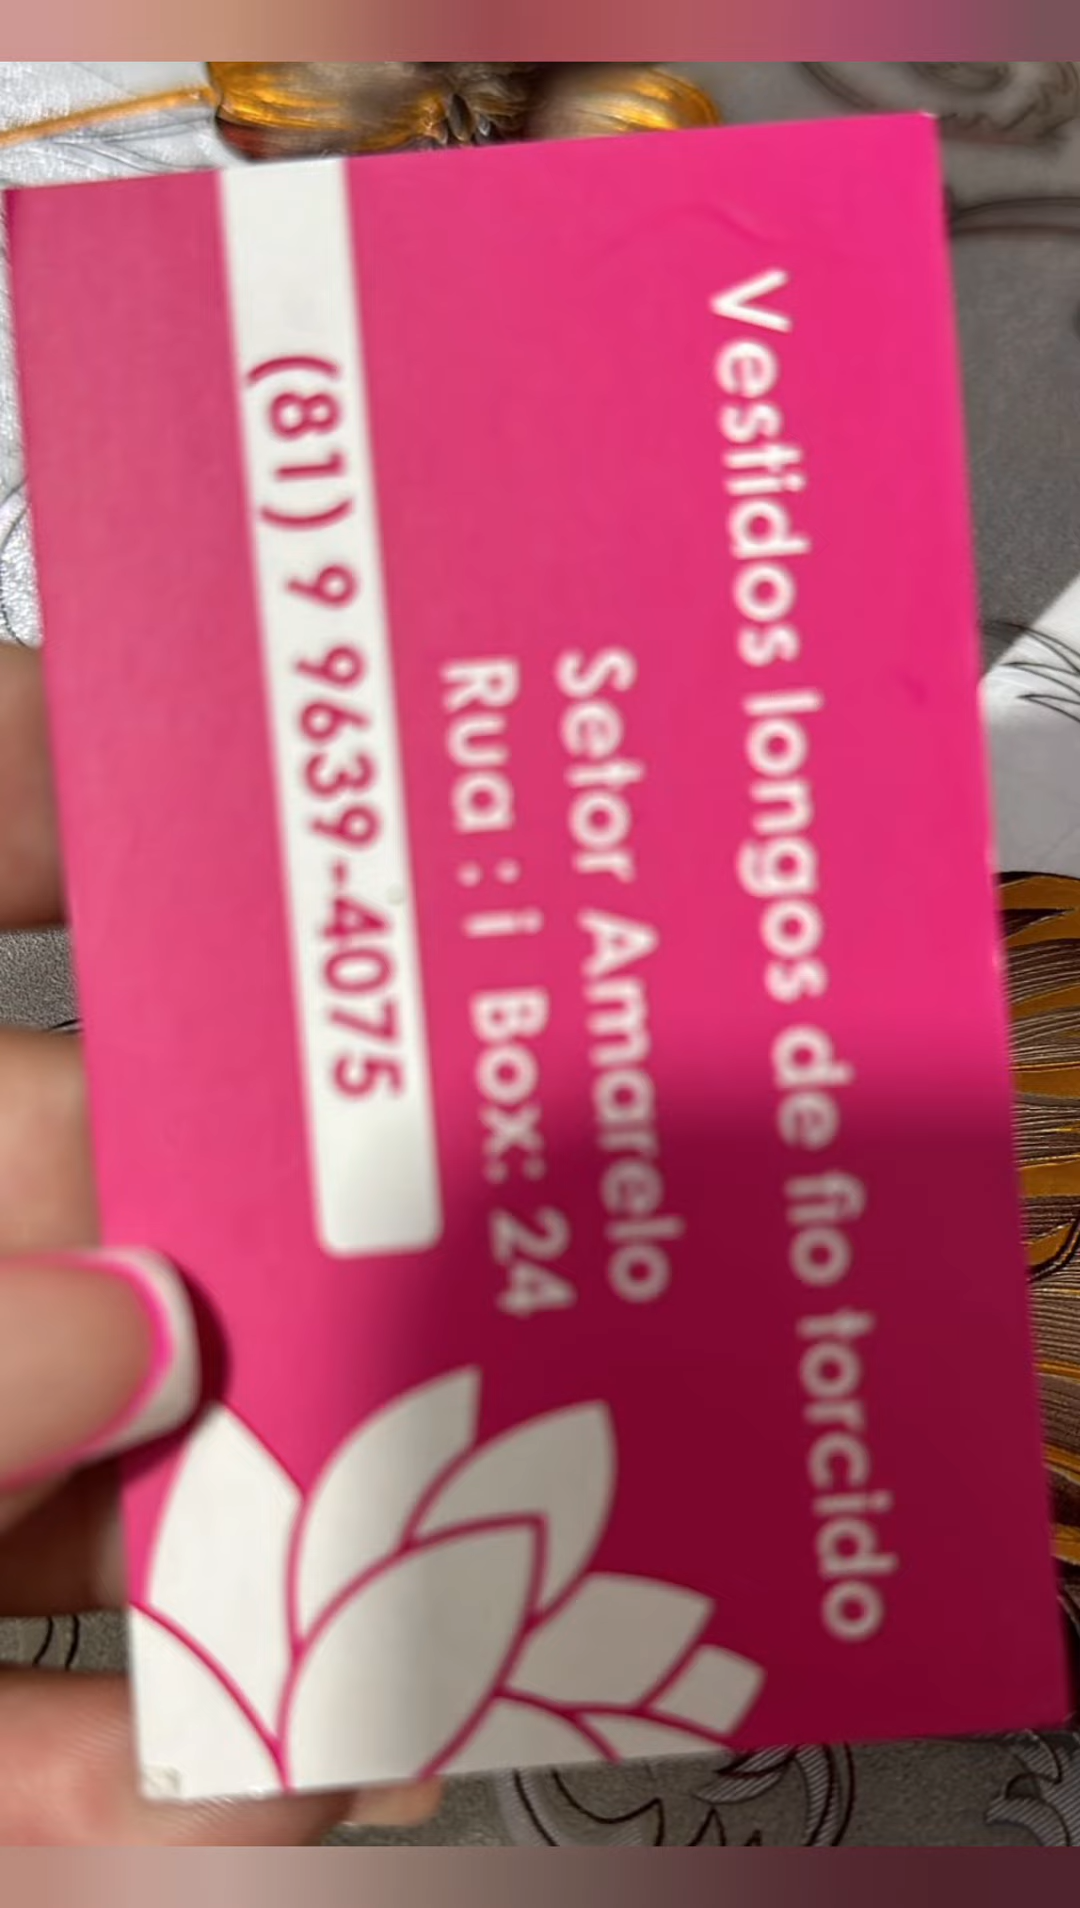 Vestidos longos de fio torcido
Setor Amarelo
Rua : i Box: 24
(81) 9 9639-4075